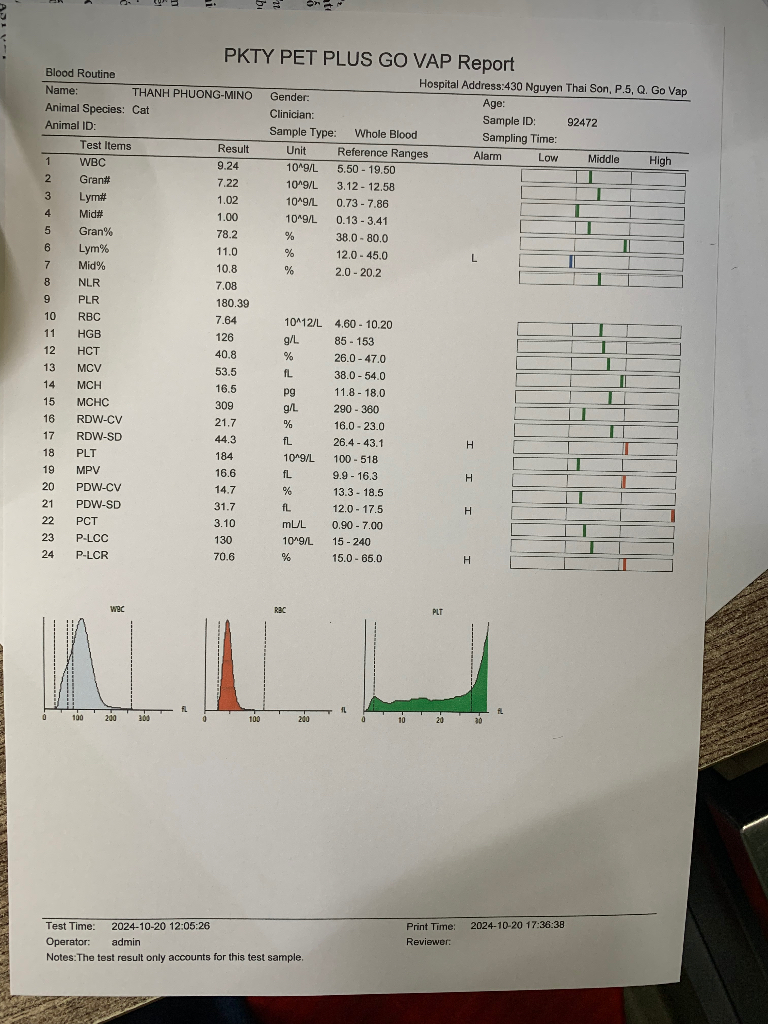 PKTY PET PLUS GO VAP Report
Blood Routine
Hospital Address:430 Nguyen Thai Son, P.5, Q. Go Vap
Name: THANH PHUONG-MINO Gender: Age:
Animal Species: Cat Clinician: Sample ID: 92472
Animal ID: Sample Type: Whole Blood Sampling Time:
Test Items Result Unit Reference Ranges Alarm Low Middle High
1 WBC 9.24 10^9/L 5.50 - 19.50
2 Gran# 7.22 10^9/L 3.12 - 12.58
3 Lym# 1.02 10^9/L 0.73 - 7.86
4 Mid# 1.00 10^9/L 0.13 - 3.41
5 Gran% 78.2 % 38.0 - 80.0
6 Lym% 11.0 % 12.0 - 45.0 L
7 Mid% 10.8 % 2.0 - 20.2
8 NLR 7.08
9 PLR 180.39
10 RBC 7.64 10^12/L 4.60 - 10.20
11 HGB 126 g/L 85 - 153
12 HCT 40.8 % 26.0 - 47.0
13 MCV 53.5 fL 38.0 - 54.0
14 MCH 16.5 pg 11.8 - 18.0
15 MCHC 309 g/L 290 - 360
16 RDW-CV 21.7 % 16.0 - 23.0
17 RDW-SD 44.3 fL 26.4 - 43.1 H
18 PLT 184 10^9/L 100 - 518
19 MPV 16.6 fL 9.9 - 16.3 H
20 PDW-CV 14.7 % 13.3 - 18.5
21 PDW-SD 31.7 fL 12.0 - 17.5 H
22 PCT 3.10 mL/L 0.90 - 7.00
23 P-LCC 130 10^9/L 15 - 240
24 P-LCR 70.6 % 15.0 - 65.0 H
WBC RBC PLT
0 100 200 300 fL 0 100 200 fL 0 10 20 30 fL
Test Time: 2024-10-20 12:05:26 Print Time: 2024-10-20 17:36:38
Operator: admin Reviewer:
Notes:The test result only accounts for this test sample.